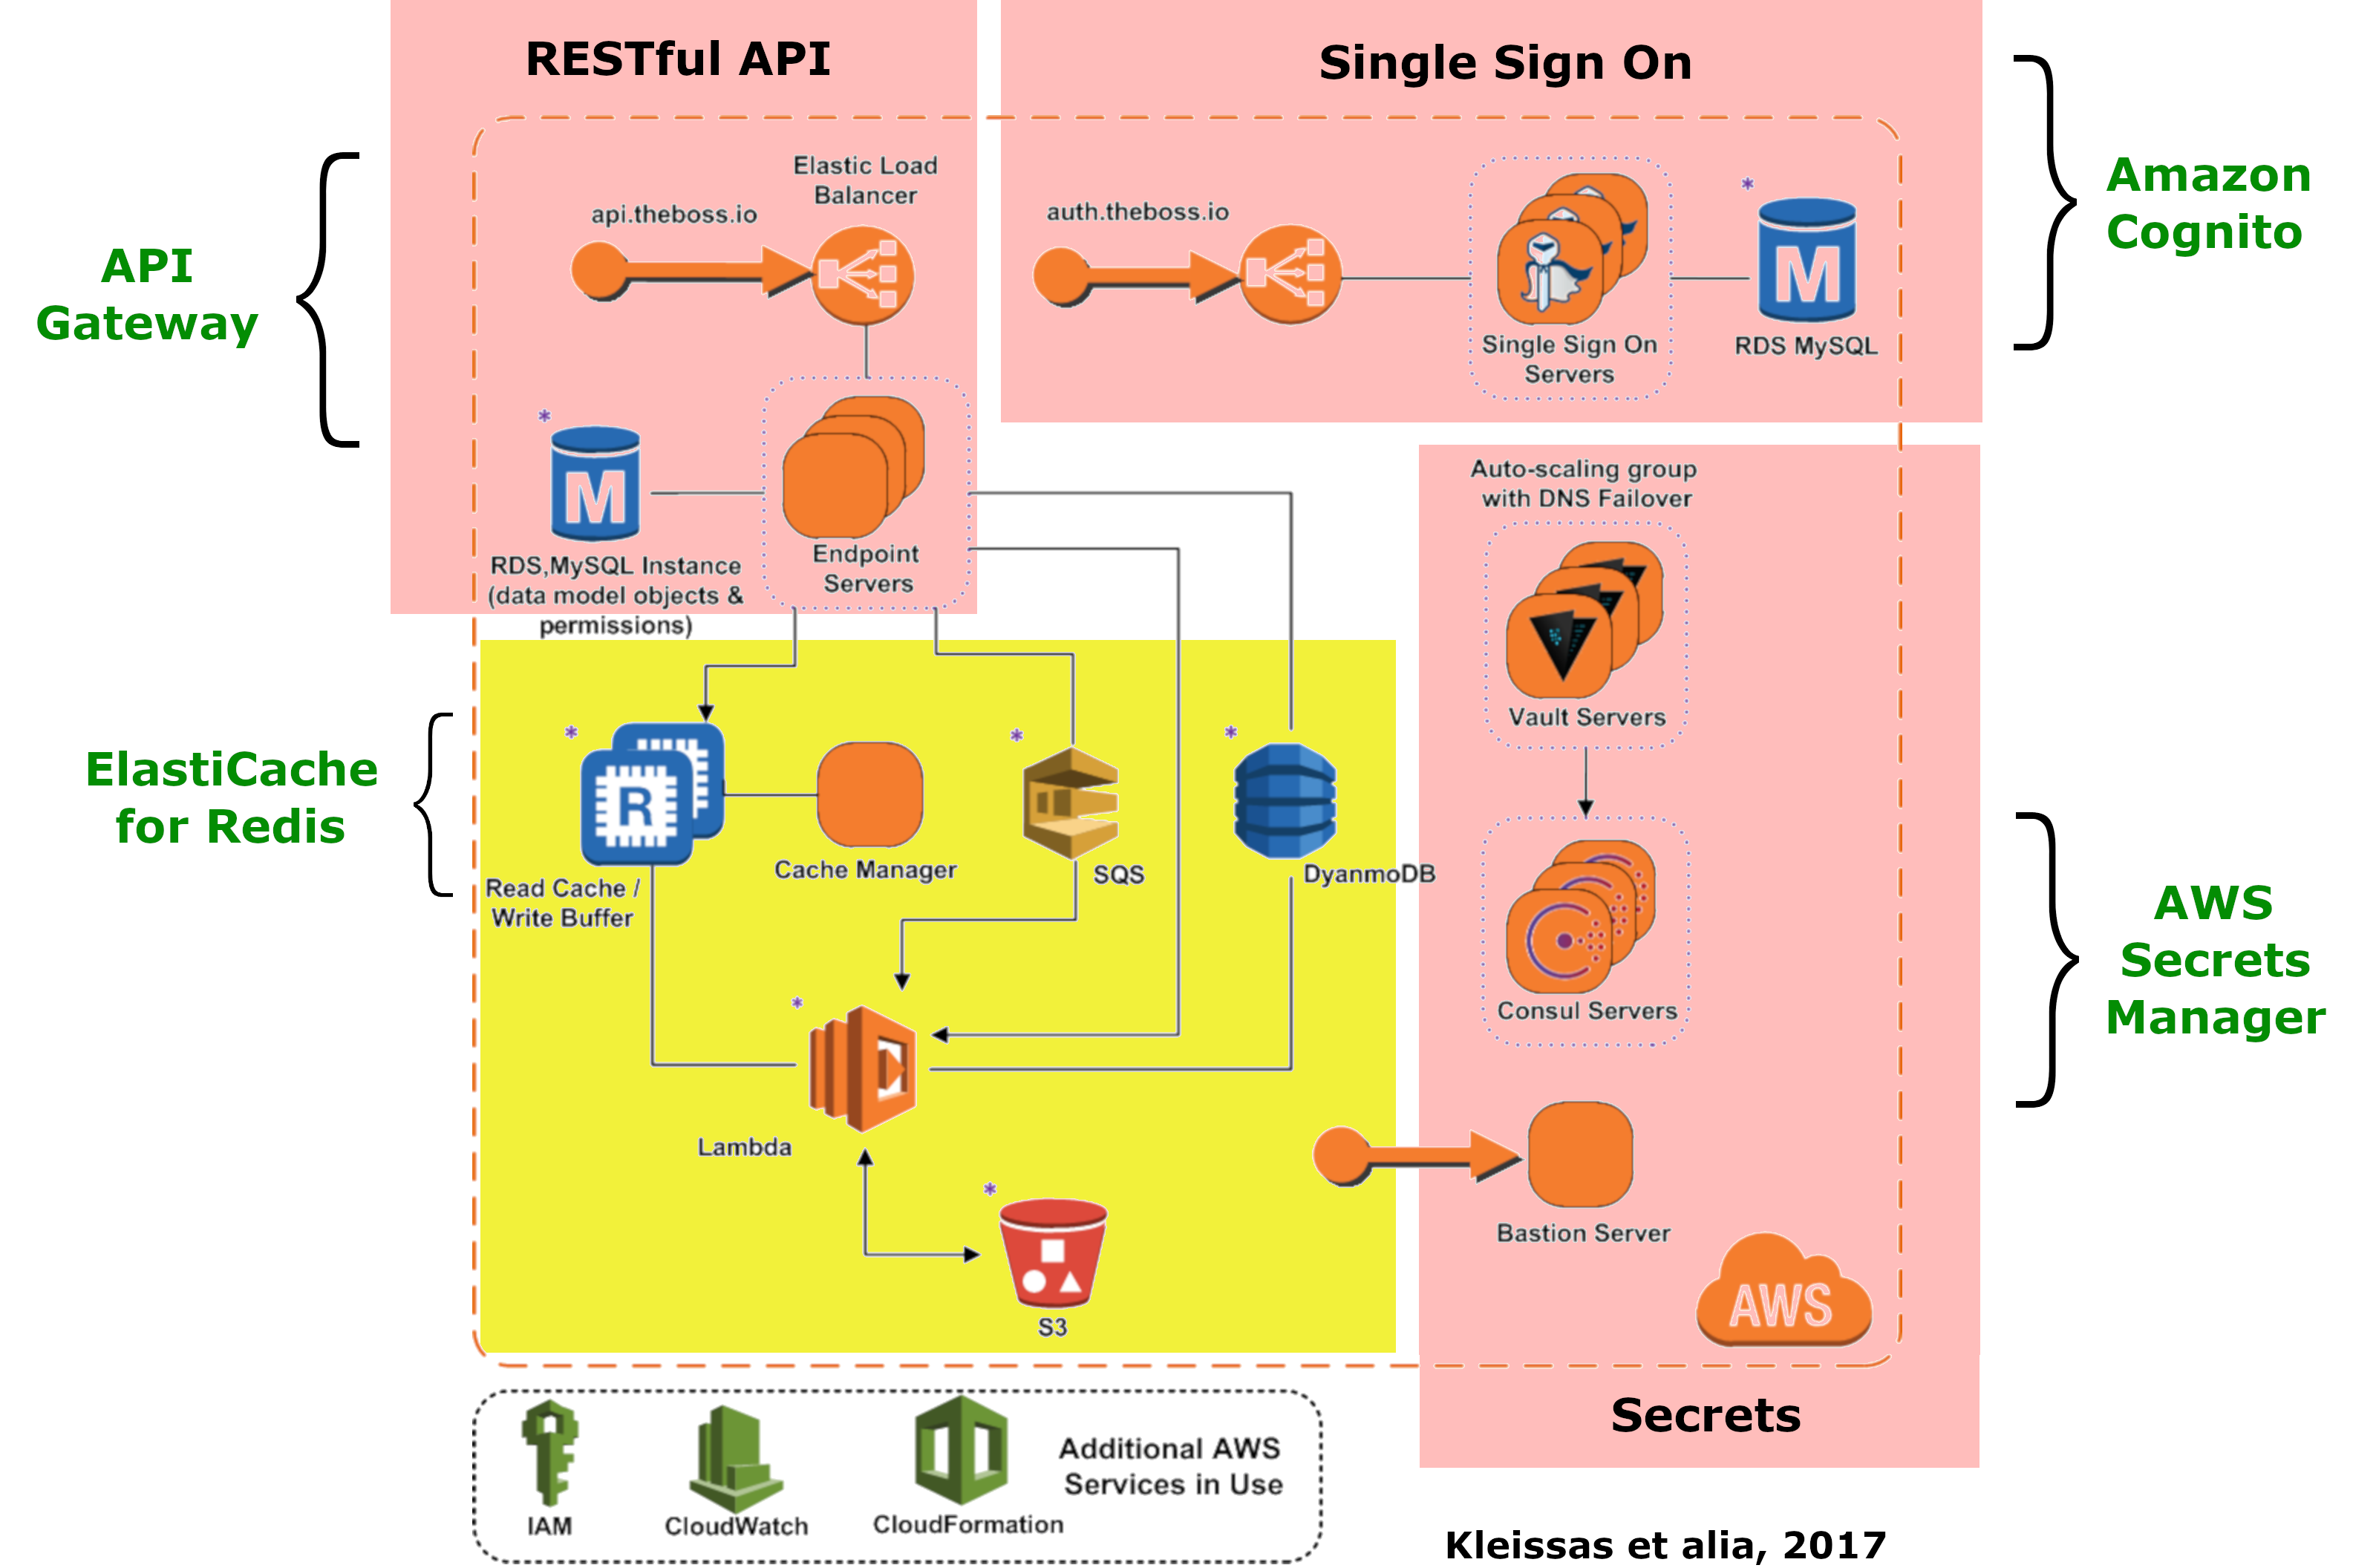 RESTful API
Single Sign On
API
Gateway
Elastic Load
Balancer
api.theboss.io
auth.theboss.io
*
M
Single Sign On
Servers
RDS MySQL
Amazon
Cognito
*
M
RDS,MySQL Instance
(data model objects &
permissions)
Endpoint
Servers
Auto-scaling group
with DNS Failover
Vault Servers
ElastiCache
for Redis
*
R
Read Cache /
Write Buffer
Cache Manager
*
SQS
*
DyanmoDB
Consul Servers
AWS
Secrets
Manager
*
Lambda
*
S3
Bastion Server
AWS
Secrets
IAM
CloudWatch
CloudFormation
Additional AWS
Services in Use
Kleissas et alia, 2017